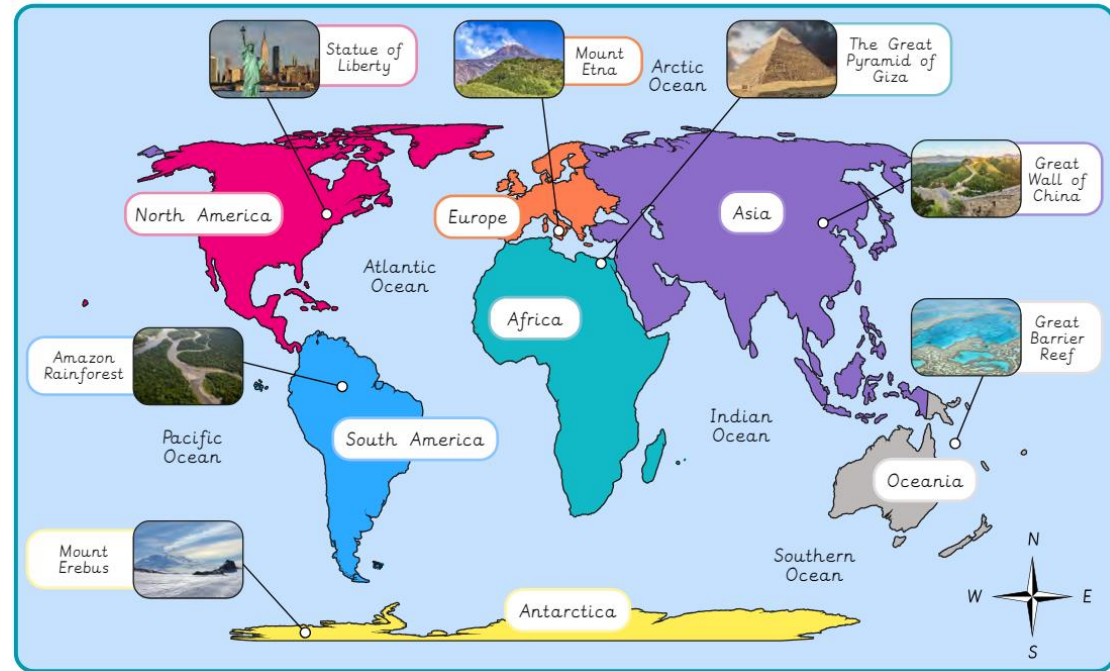 Statue of
Liberty
Mount
Etna
Arctic
Ocean
The Great
Pyramid of
Giza
North America
Europe
Asia
Great
Wall of
China
Atlantic
Ocean
Africa
Amazon
Rainforest
Great
Barrier
Reef
Pacific
Ocean
South America
Indian
Ocean
Oceania
Mount
Erebus
Southern
Ocean
Antarctica
N
W
E
S